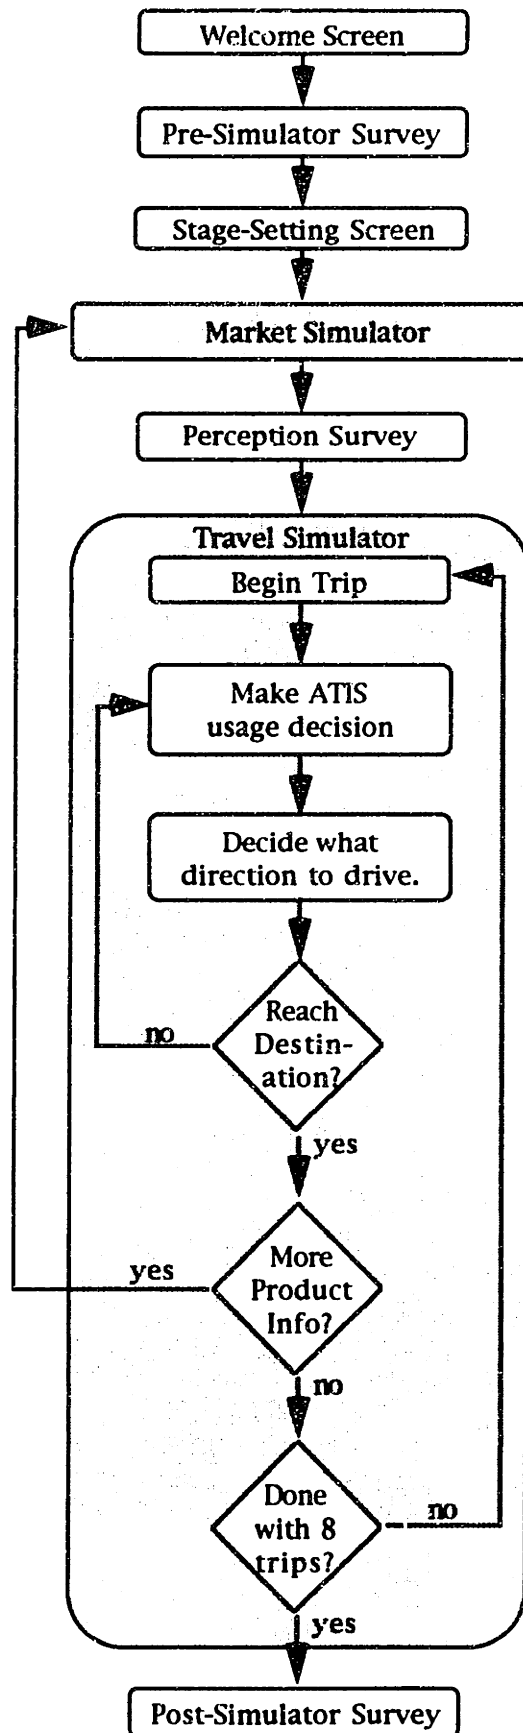 Welcome Screen
Pre-Simulator Survey
Stage-Setting Screen
Market Simulator
Perception Survey
Travel Simulator
Begin Trip
Make ATIS
usage decision
Decide what
direction to drive.
Reach
Destin-
ation?
no
yes
More
Product
Info?
yes
no
Done
with 8
trips?
no
yes
Post-Simulator Survey